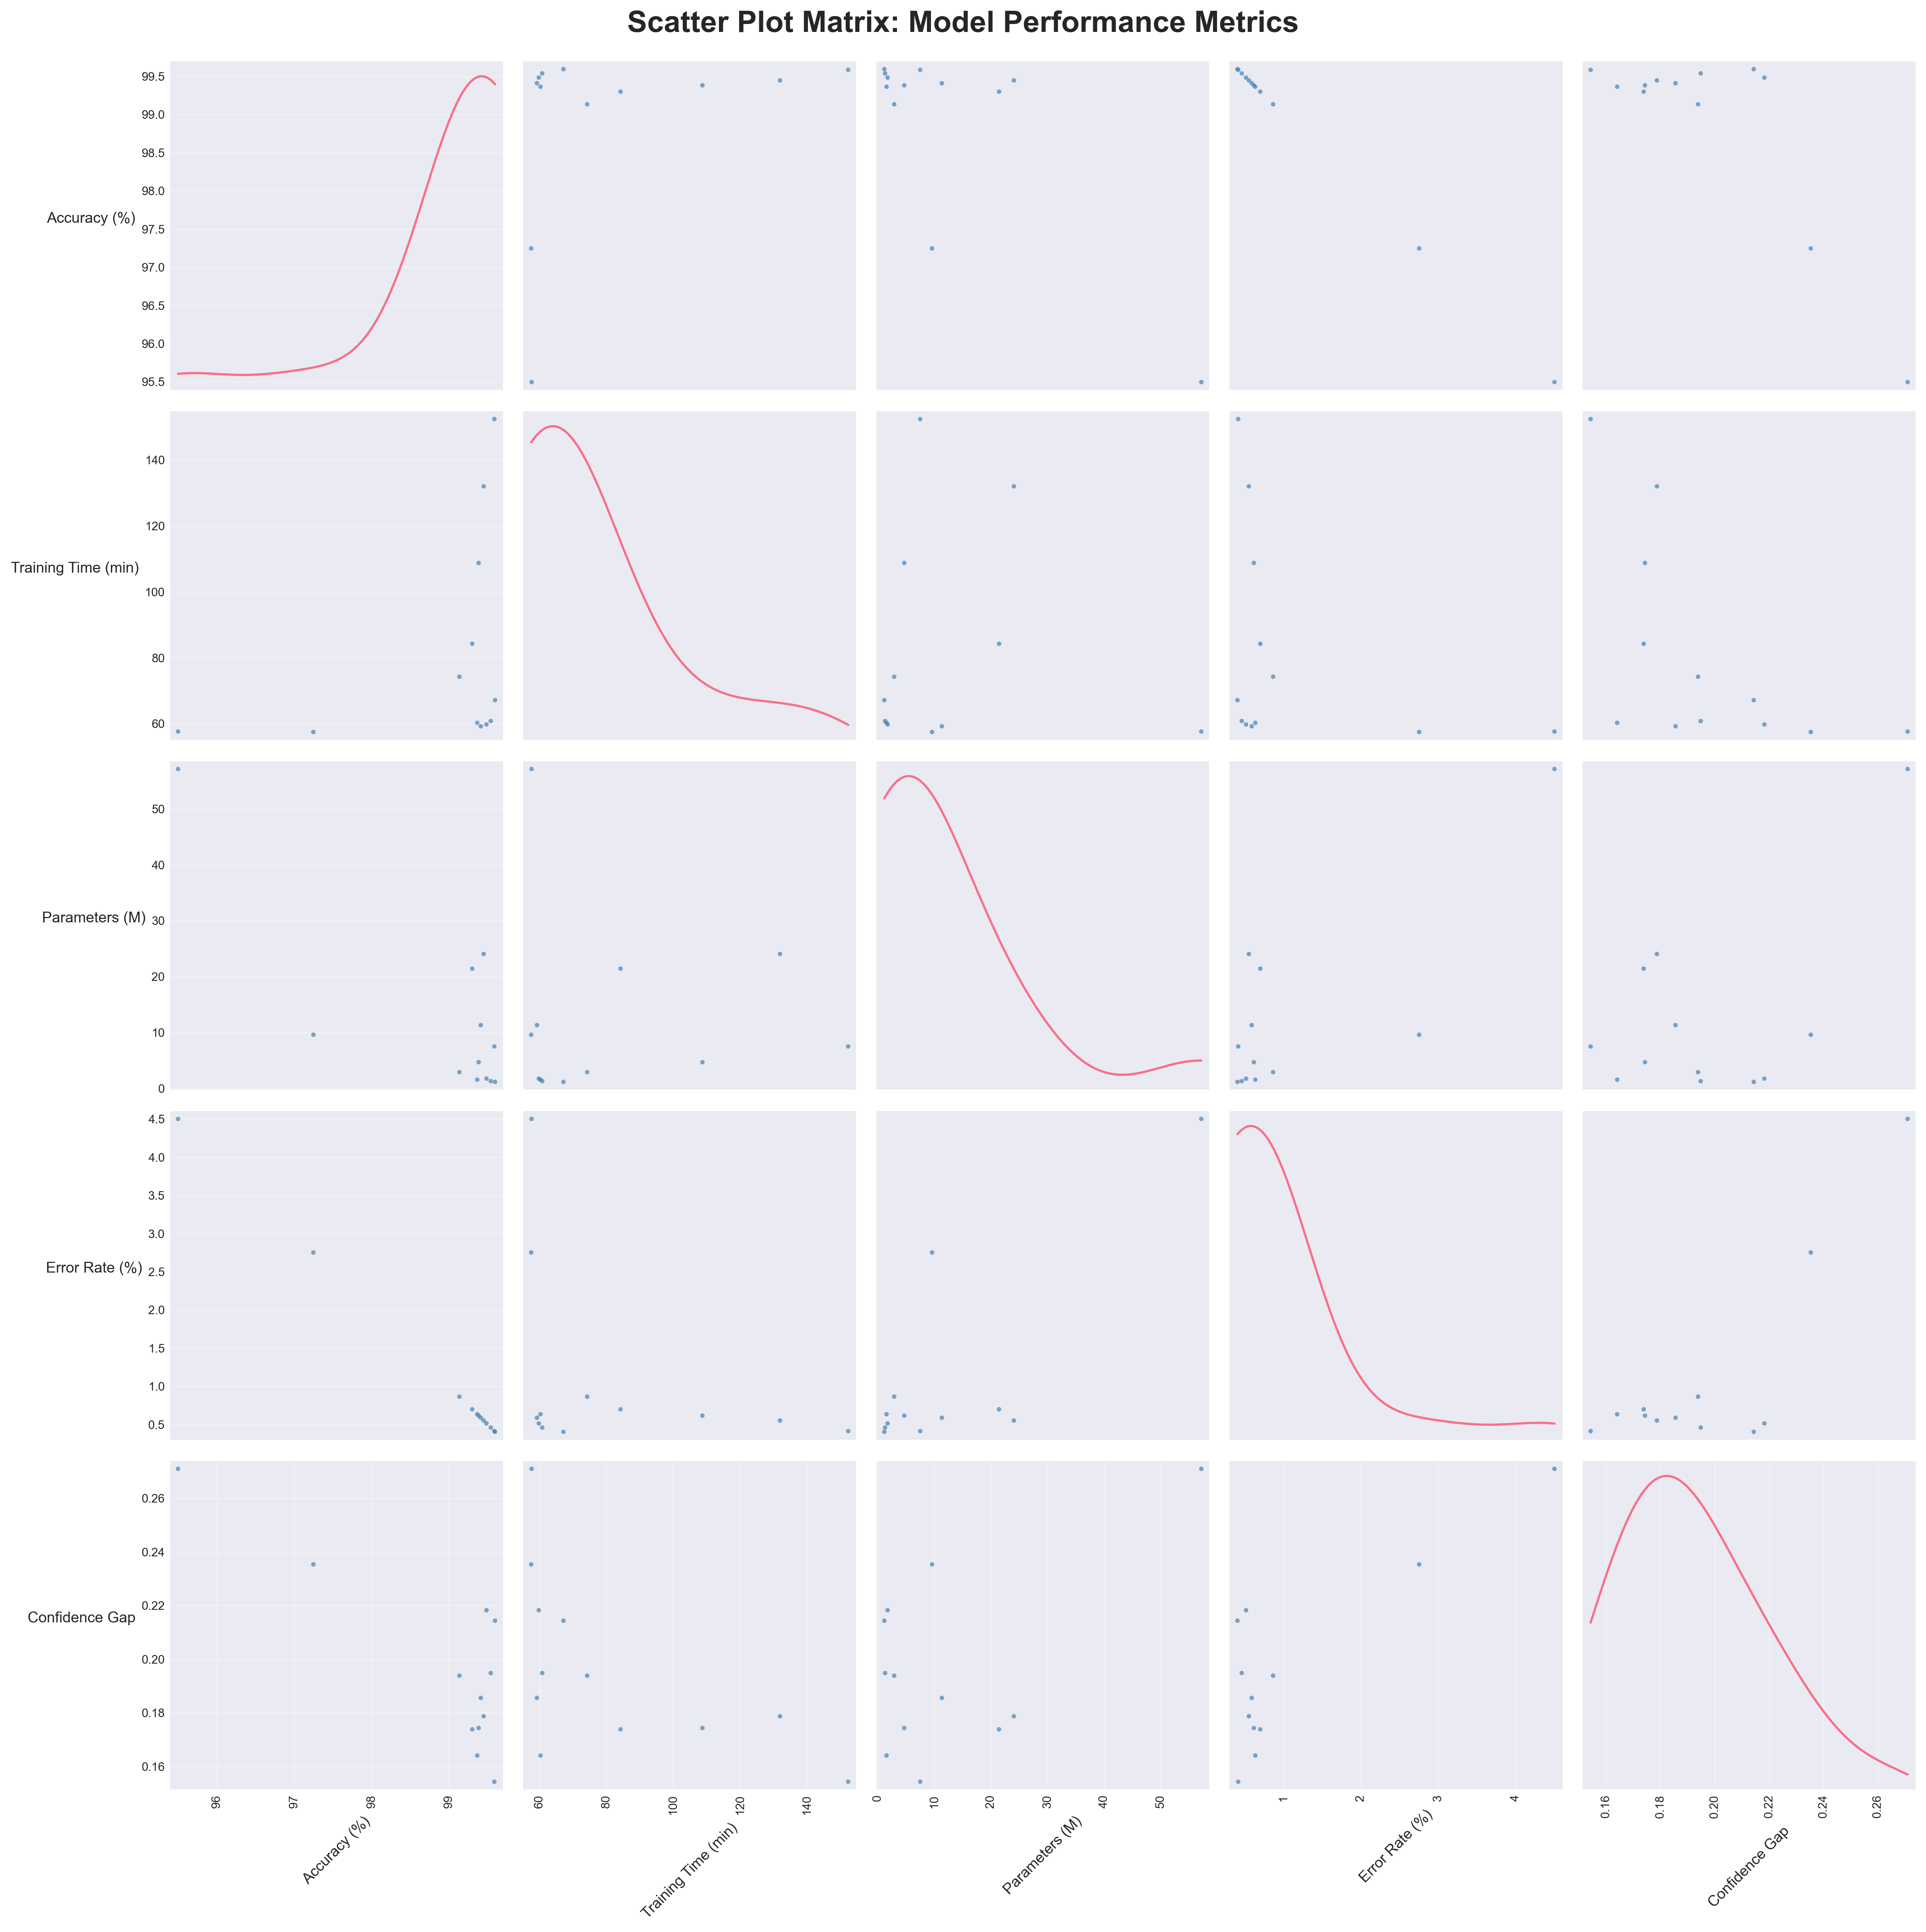 Scatter Plot Matrix: Model Performance Metrics
99.5
99.0
98.5
98.0
Accuracy (%)
97.5
97.0
96.5
96.0
95.5
140
120
Training Time (min)
100
80
60
50
40
Parameters (M)
30
20
10
0
4.5
4.0
3.5
3.0
Error Rate (%)
2.5
2.0
1.5
1.0
0.5
0.26
0.24
0.22
Confidence Gap
0.20
0.18
0.16
96 97 98 99
60 80 100 120 140
0 10 20 30 40 50
1 2 3 4
0.16 0.18 0.20 0.22 0.24 0.26
Accuracy (%)
Training Time (min)
Parameters (M)
Error Rate (%)
Confidence Gap